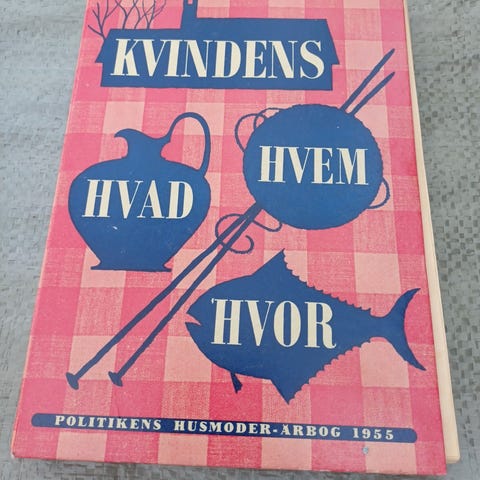 KVINDENS
HVAD
HVEM
HVOR
POLITIKENS HUSMODER-ÅRBOG 1955